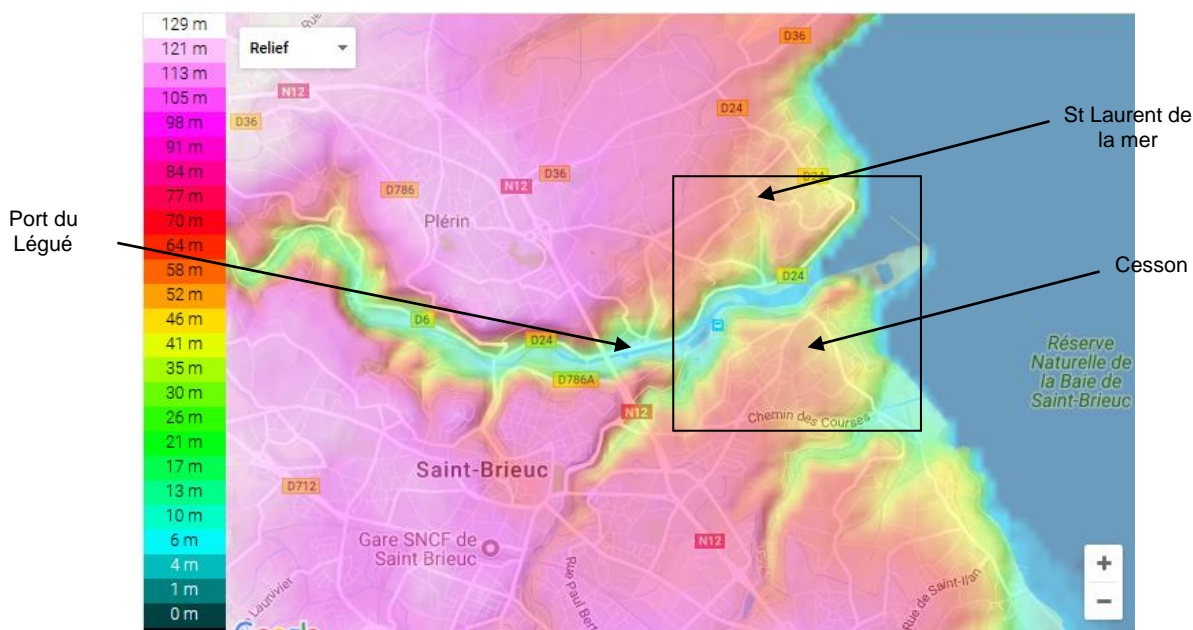 129 m
121 m
113 m
105 m
98 m
91 m
84 m
77 m
70 m
64 m
58 m
52 m
46 m
41 m
35 m
30 m
26 m
21 m
17 m
13 m
10 m
6 m
4 m
1 m
0 m
Relief
D36
N12
D24
D36
St Laurent de
la mer
D36
N12
D24
D786
Plérin
Port du
Légué
D24
Cesson
D6
D24
Réserve
Naturelle de
la Baie de
Saint-Brieuc
D786A
N12
Chemin des Courses
Saint-Brieuc
D712
Gare SNCF de
Saint Brieuc
N12
+
−
Rue Paul Bert
Rue de Saint-Ilan
Google